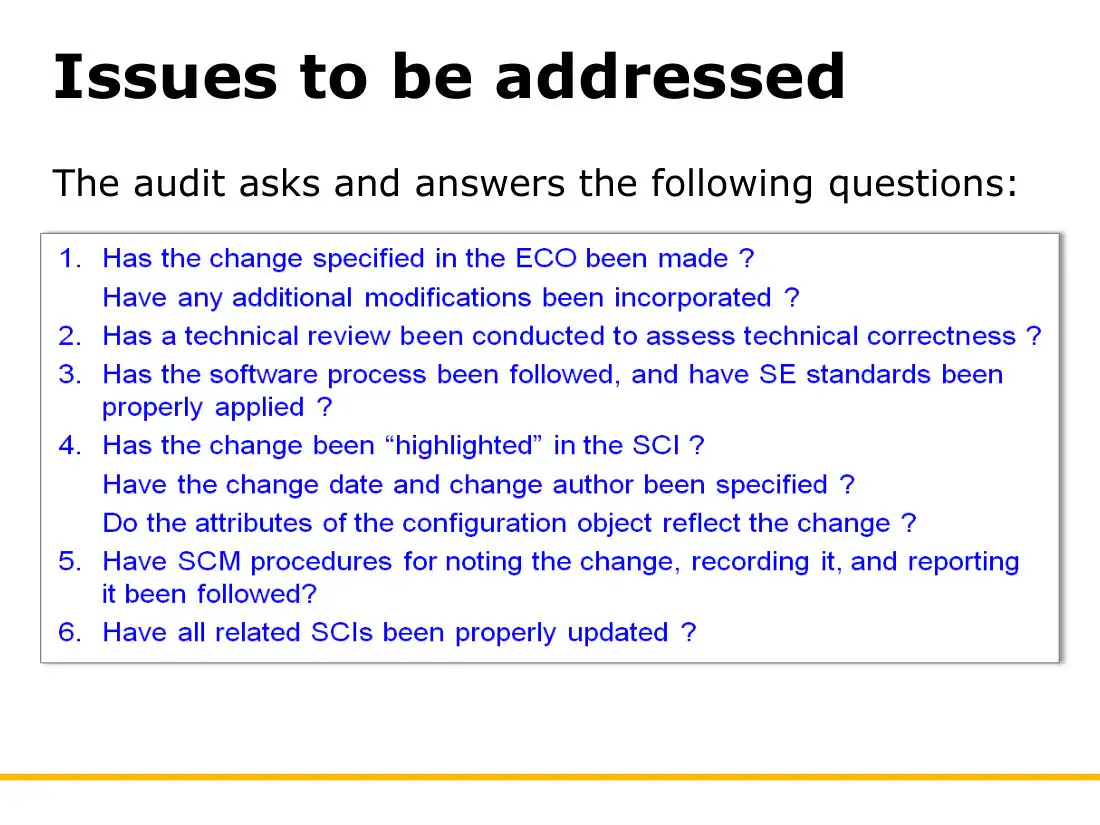 Issues to be addressed
The audit asks and answers the following questions:
1. Has the change specified in the ECO been made ?
Have any additional modifications been incorporated ?
2. Has a technical review been conducted to assess technical correctness ?
3. Has the software process been followed, and have SE standards been
properly applied ?
4. Has the change been “highlighted” in the SCI ?
Have the change date and change author been specified ?
Do the attributes of the configuration object reflect the change ?
5. Have SCM procedures for noting the change, recording it, and reporting
it been followed?
6. Have all related SCIs been properly updated ?